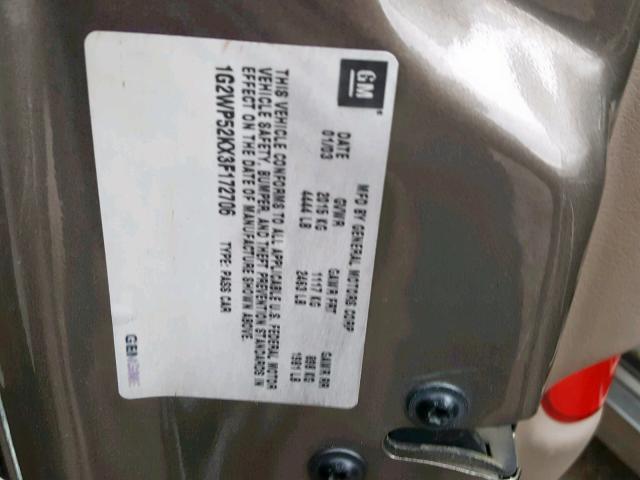 GM
MFD BY GENERAL MOTORS CORP
DATE GVWR GAWR FRT GAWR RR
01/03 2015 KG 1117 KG 898 KG
4444 LB 2463 LB 1981 LB
THIS VEHICLE CONFORMS TO ALL APPLICABLE U.S. FEDERAL MOTOR
VEHICLE SAFETY, BUMPER, AND THEFT PREVENTION STANDARDS IN
EFFECT ON THE DATE OF MANUFACTURE SHOWN ABOVE.
1G2WP52KX3F172706 TYPE: PASS CAR